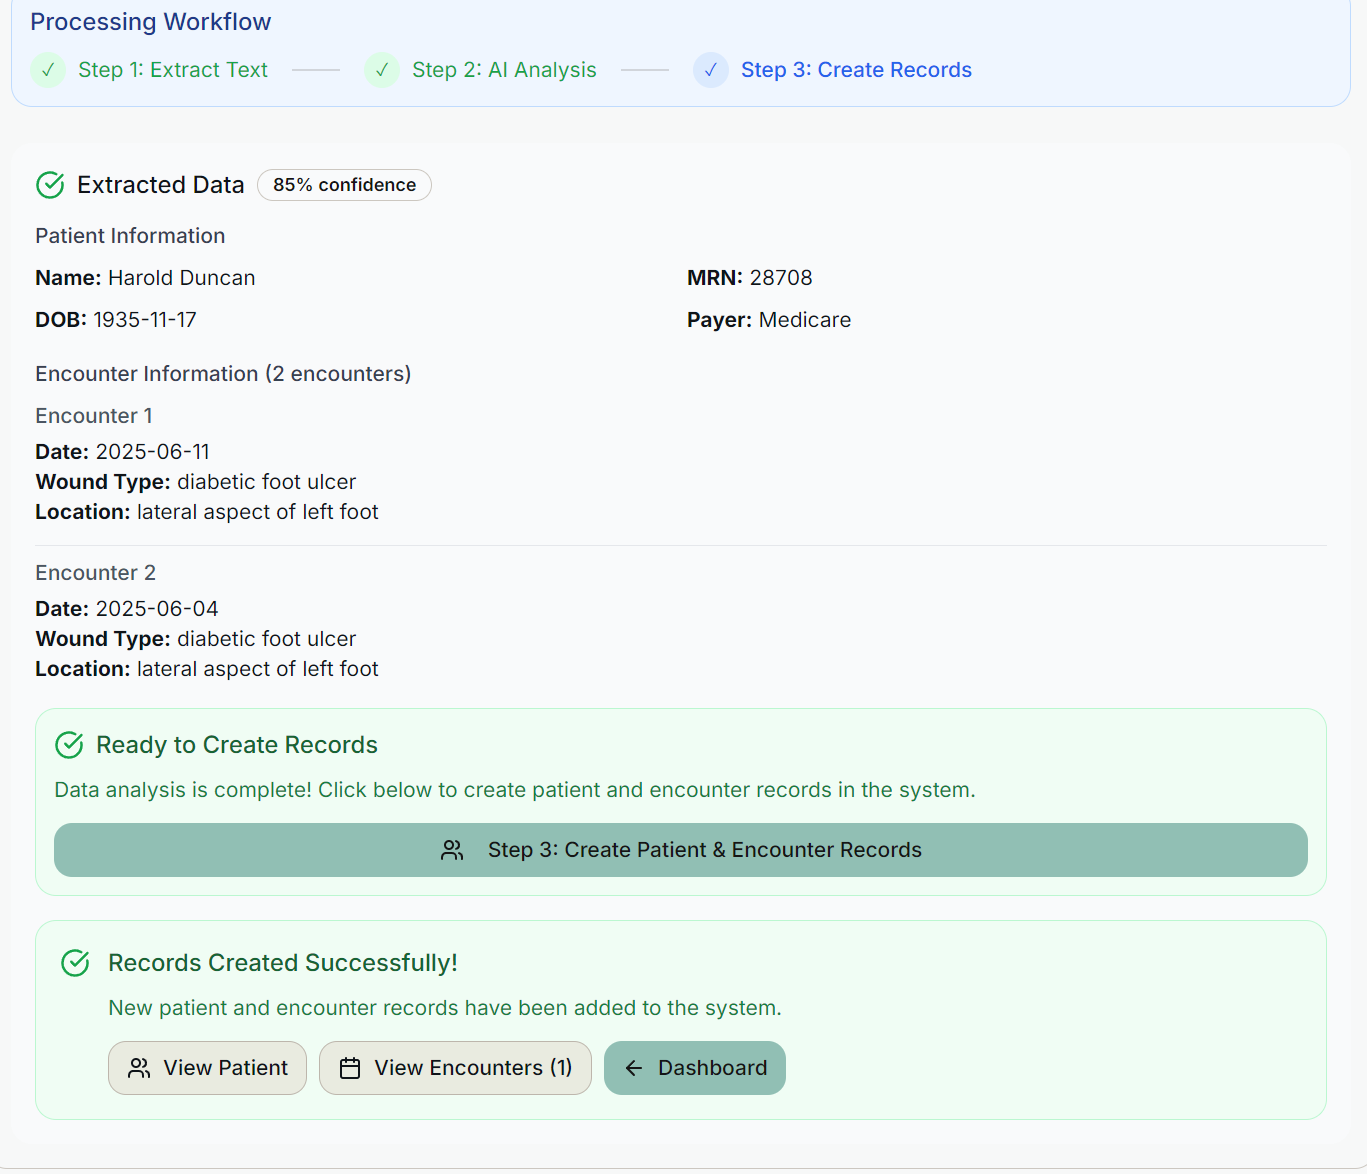 Processing Workflow
✓ Step 1: Extract Text ✓ Step 2: AI Analysis ✓ Step 3: Create Records
Extracted Data 85% confidence
Patient Information
Name: Harold Duncan MRN: 28708
DOB: 1935-11-17 Payer: Medicare
Encounter Information (2 encounters)
Encounter 1
Date: 2025-06-11
Wound Type: diabetic foot ulcer
Location: lateral aspect of left foot
Encounter 2
Date: 2025-06-04
Wound Type: diabetic foot ulcer
Location: lateral aspect of left foot
Ready to Create Records
Data analysis is complete! Click below to create patient and encounter records in the system.
Step 3: Create Patient & Encounter Records
Records Created Successfully!
New patient and encounter records have been added to the system.
View Patient View Encounters (1) Dashboard